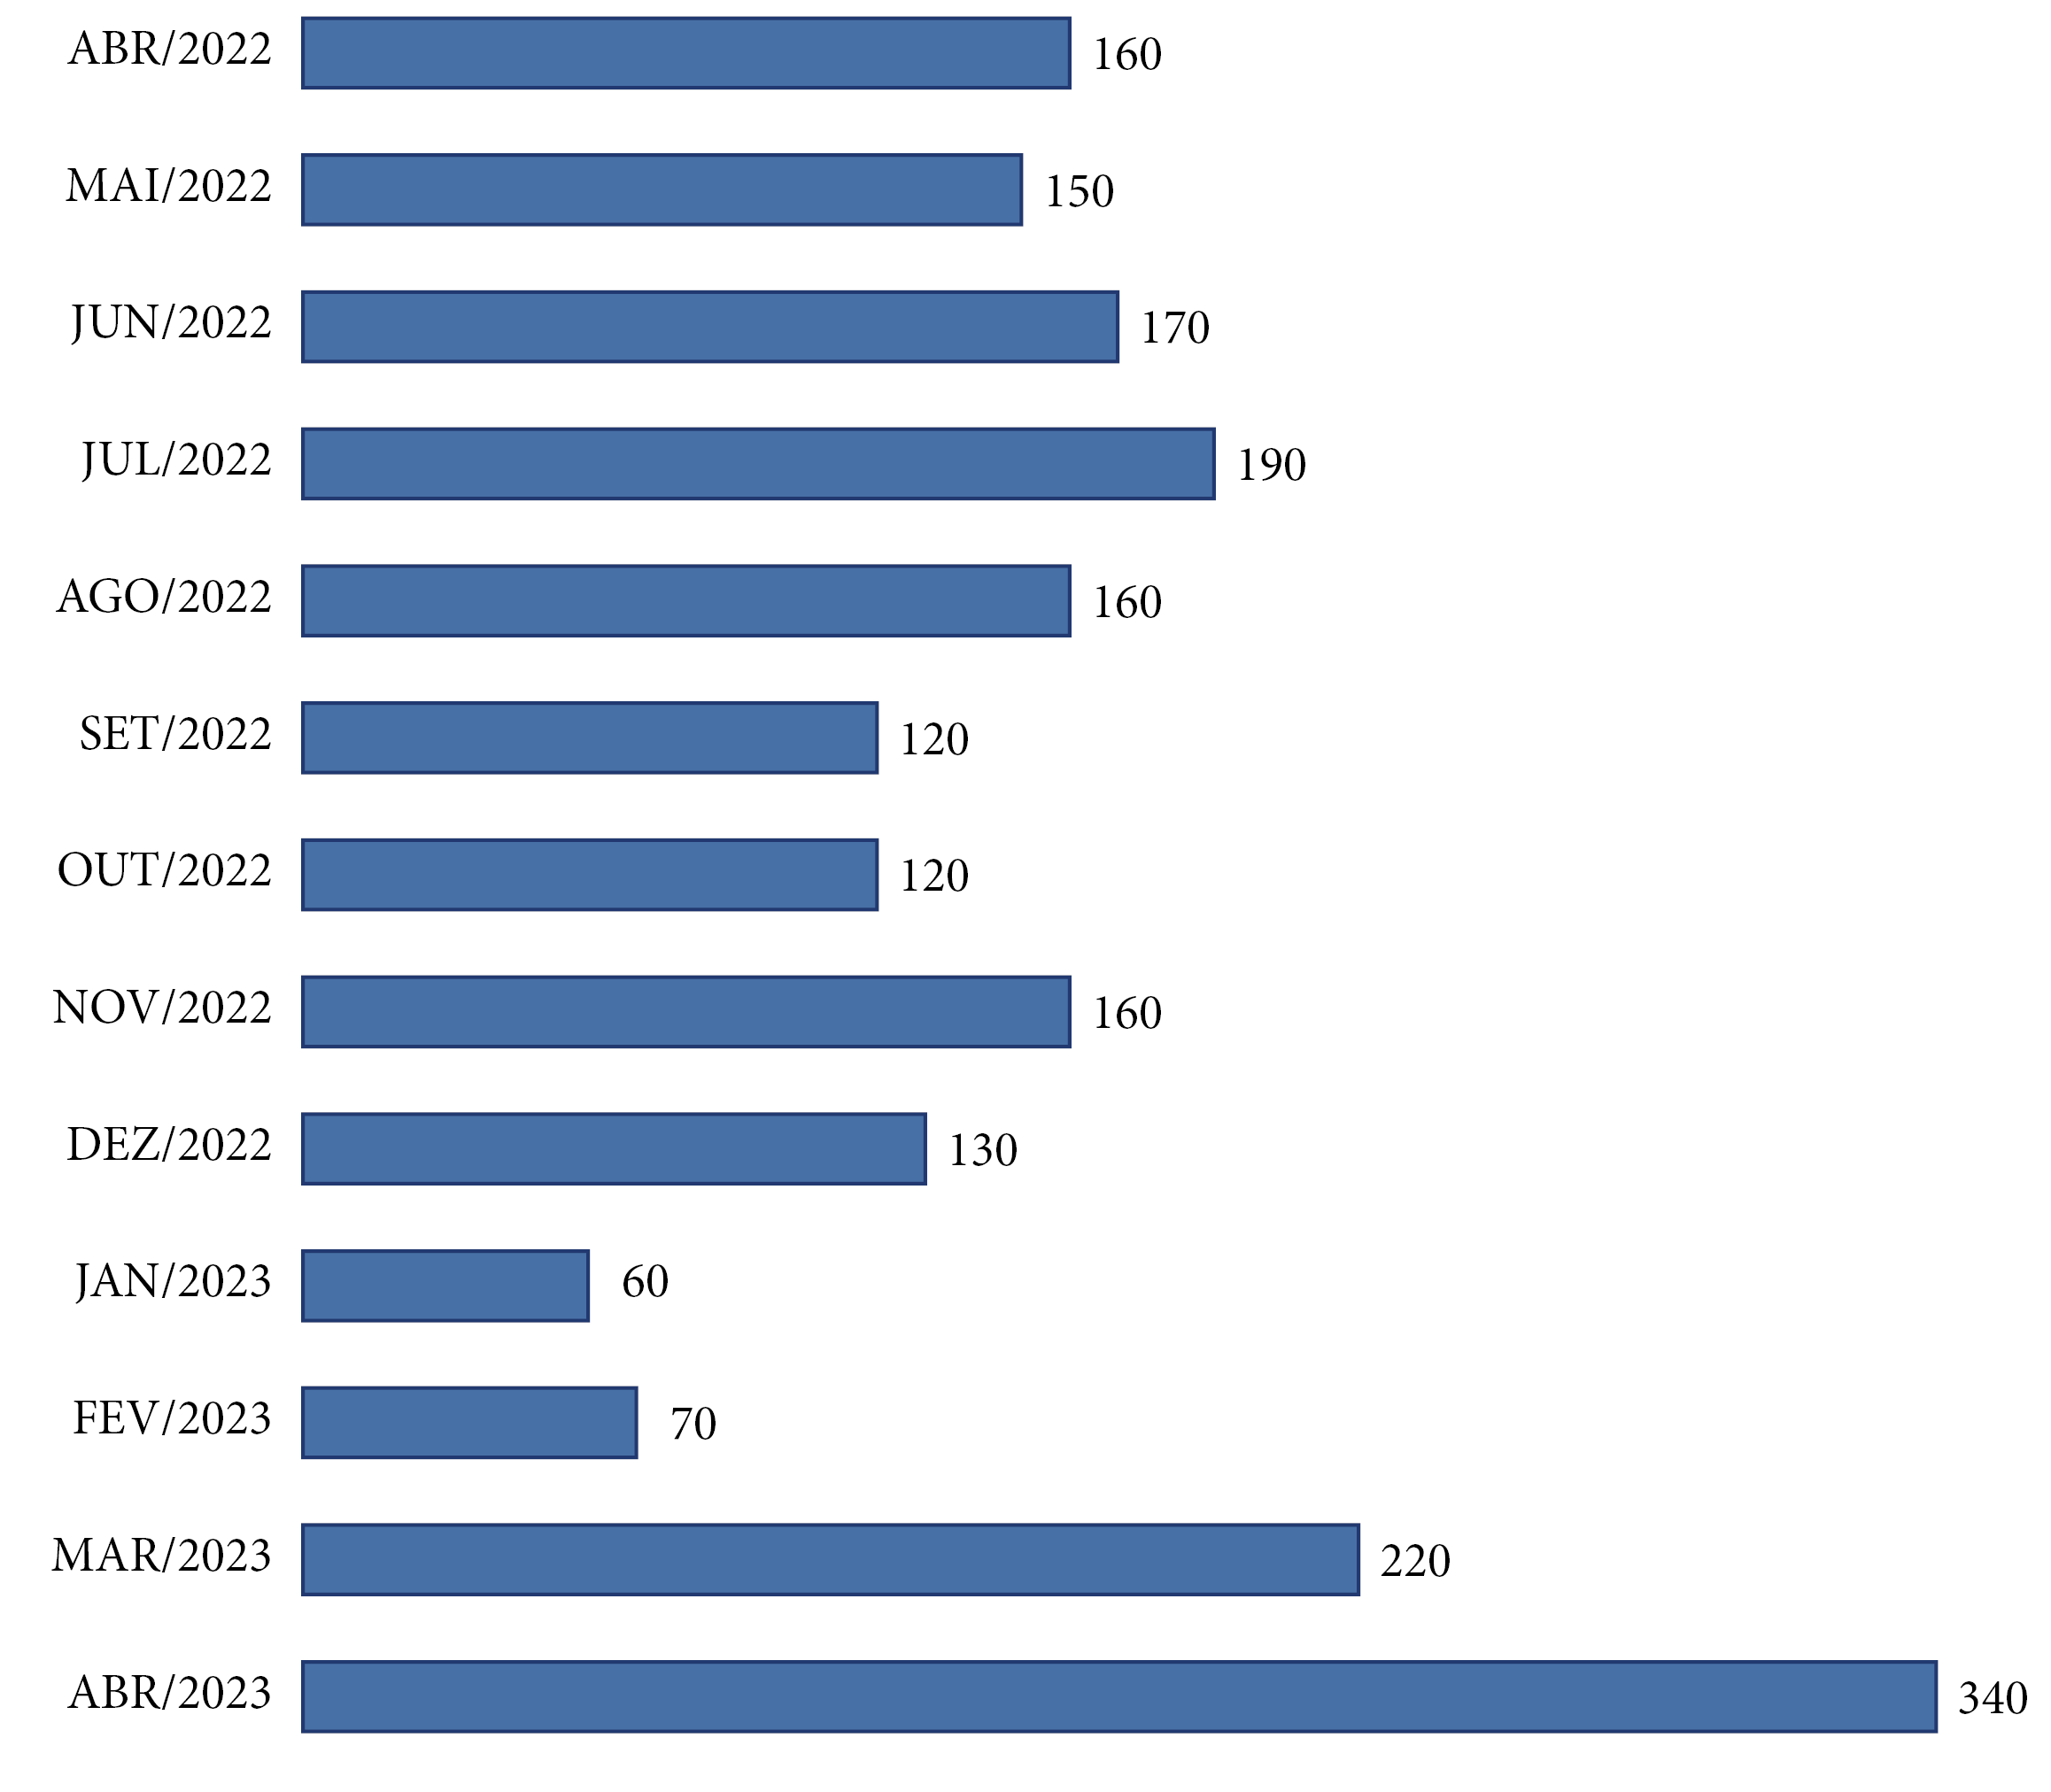 ABR/2022 160
MAI/2022 150
JUN/2022 170
JUL/2022 190
AGO/2022 160
SET/2022 120
OUT/2022 120
NOV/2022 160
DEZ/2022 130
JAN/2023 60
FEV/2023 70
MAR/2023 220
ABR/2023 340